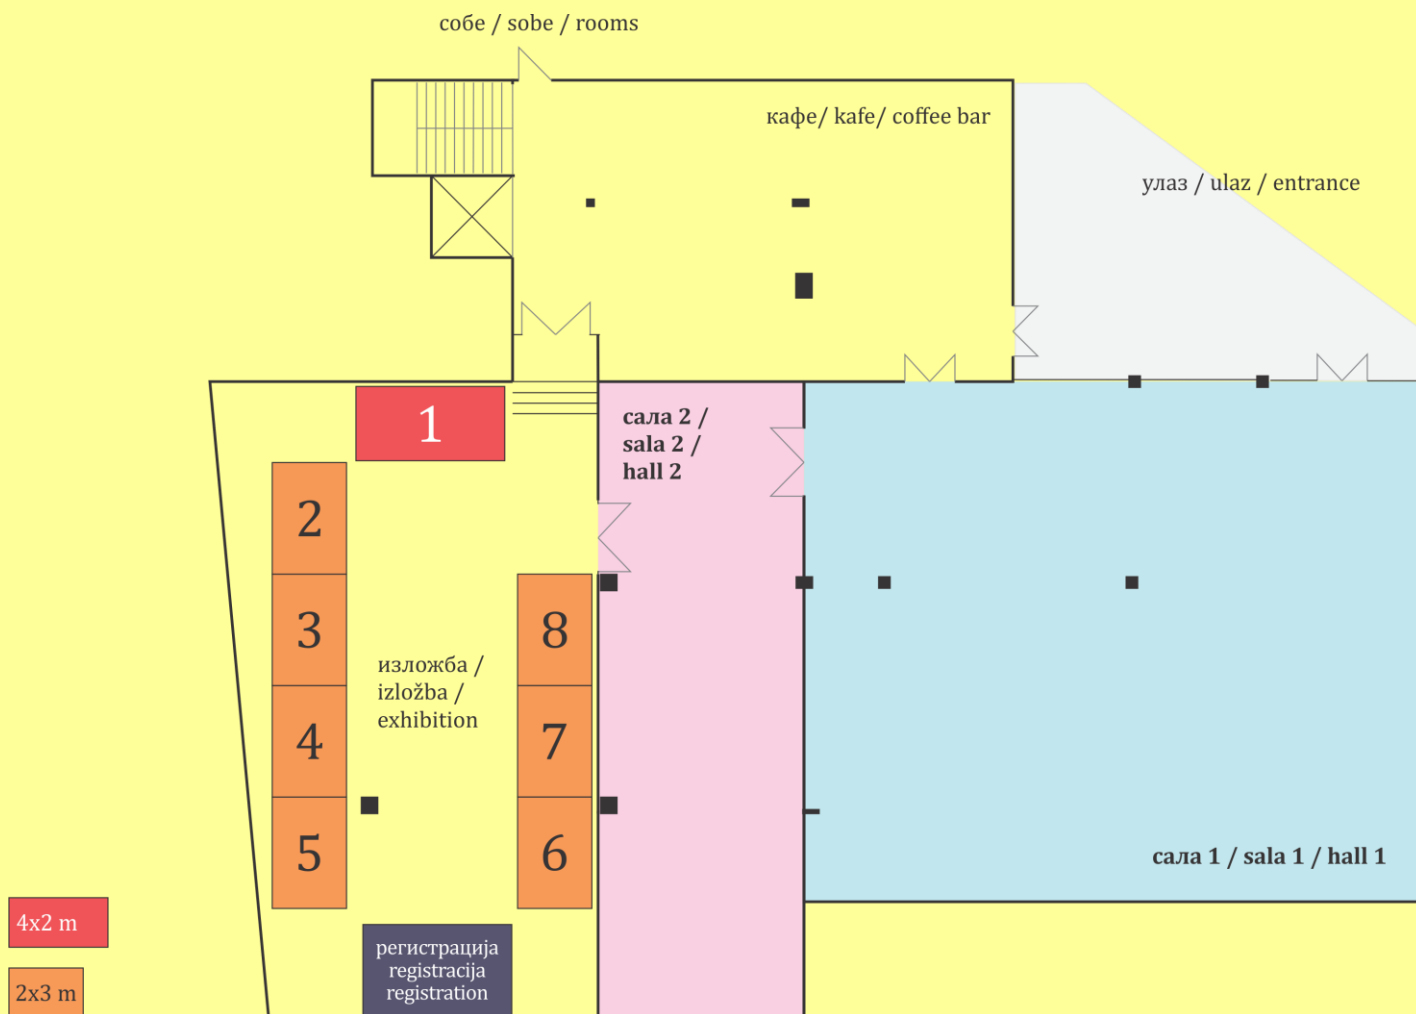 собе / sobe / rooms
кафе/ kafe/ coffee bar
улаз / ulaz / entrance
1
сала 2 /
sala 2 /
hall 2
2
3
8
изложба /
izložba /
exhibition
4
7
5
6
сала 1 / sala 1 / hall 1
4x2 m
регистрација
registracija
registration
2x3 m